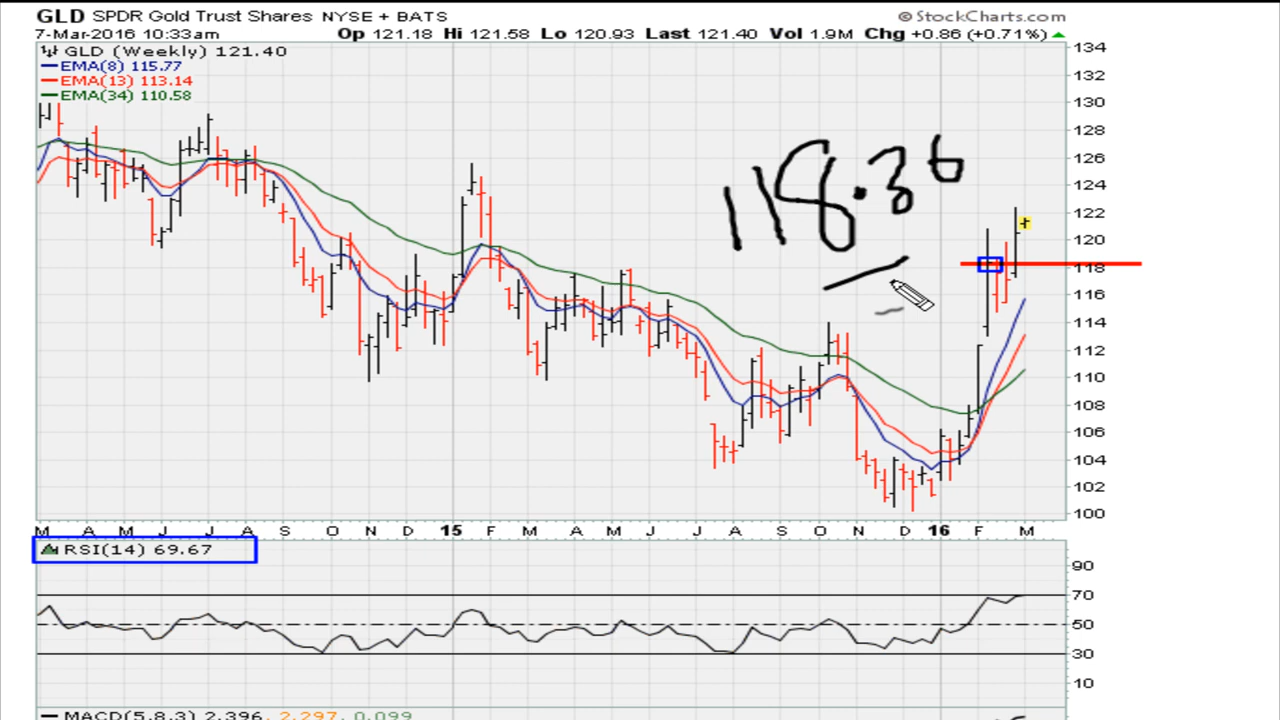 GLD SPDR Gold Trust Shares NYSE + BATS © StockCharts.com
7-Mar-2016 10:33am Op 121.18 Hi 121.58 Lo 120.93 Last 121.40 Vol 1.9M Chg +0.86 (+0.71%)
GLD (Weekly) 121.40
EMA(8) 115.77
EMA(13) 113.14
EMA(34) 110.58
134
132
130
128
126
124
122
120
118
116
114
112
110
108
106
104
102
100
118.36
M A M J J A S O N D 15 F M A M J J A S O N D 16 F M
RSI(14) 69.67
90
70
50
30
10
MACD(5,8,3) 2.396, 2.297, 0.099